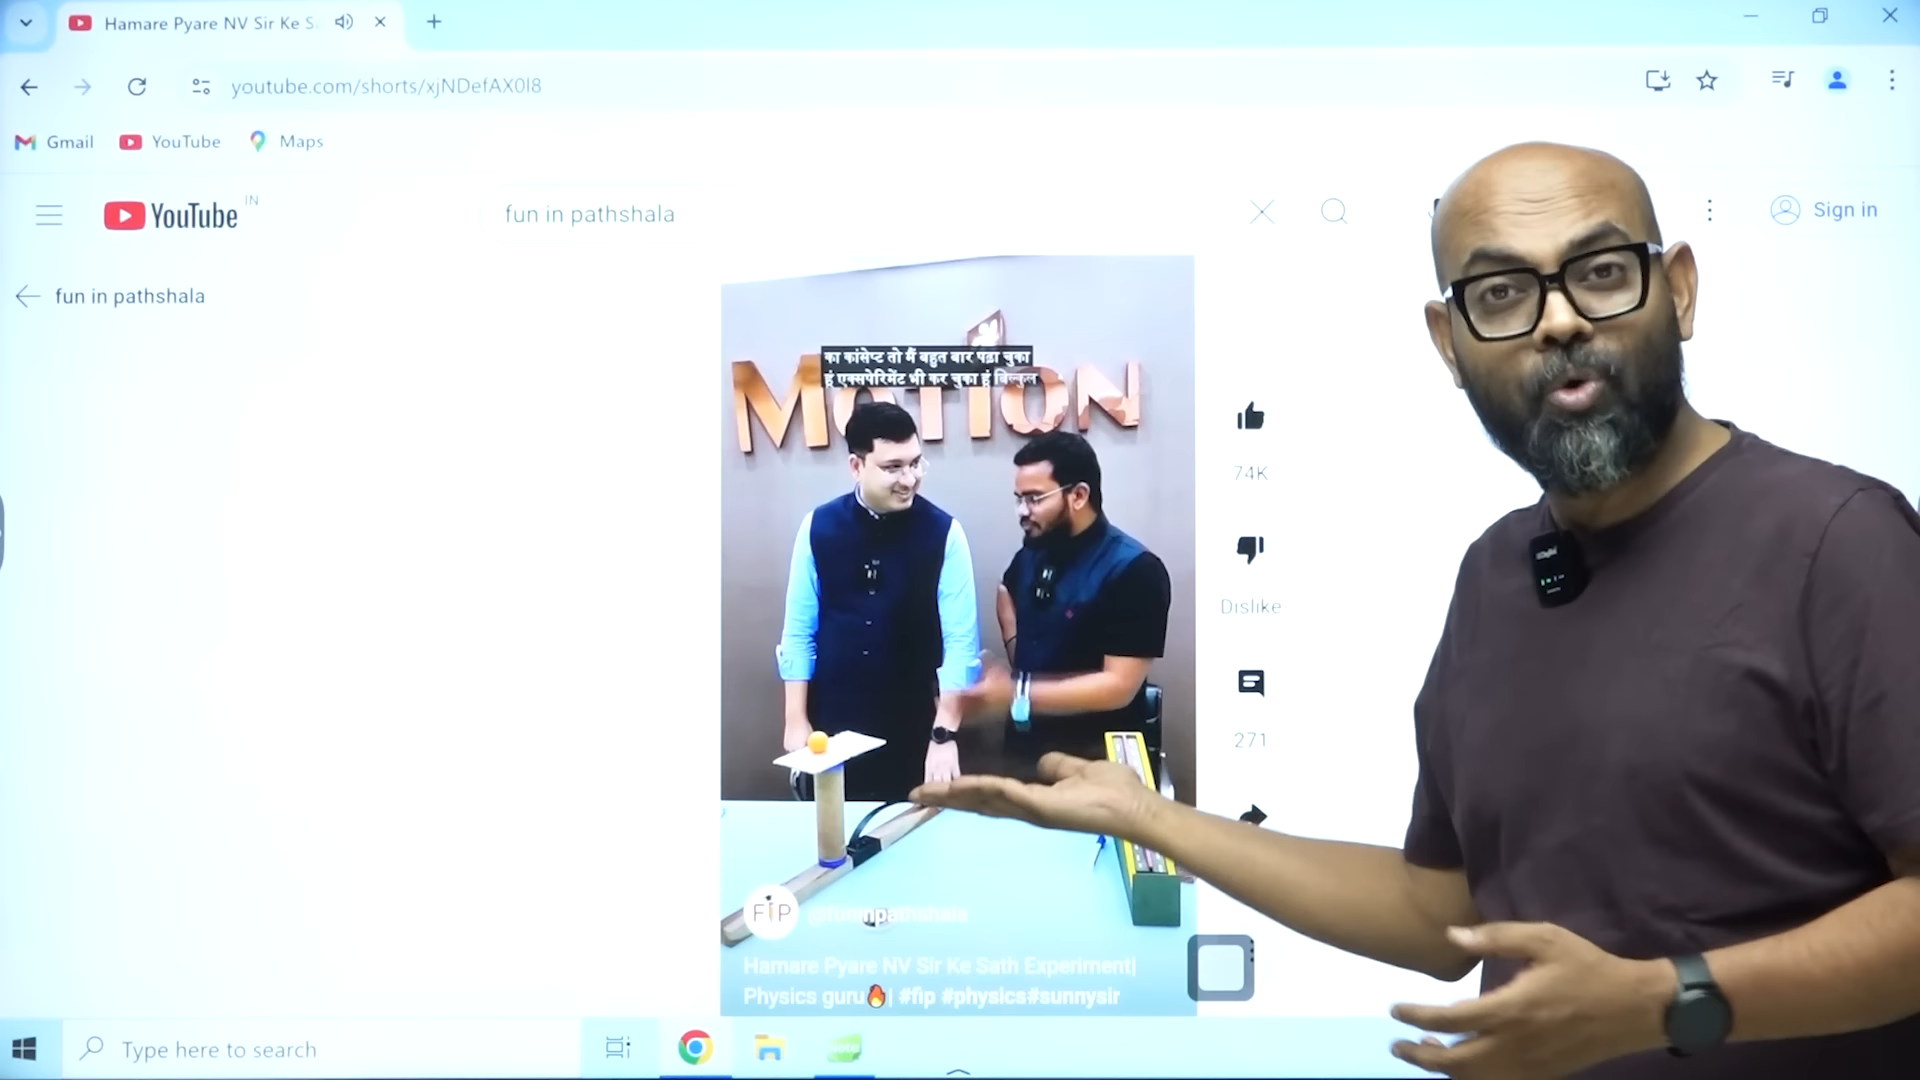 Hamare Pyare NV Sir Ke S
youtube.com/shorts/xjNDefAX0l8
Gmail
YouTube
Maps
YouTube IN
fun in pathshala
Sign in
fun in pathshala
का कांसेप्ट तो मैं बहुत बार पढ़ा चुका
हूं एक्सपेरिमेंट भी कर चुका हूं बिल्कुल
MOTION
74K
Dislike
271
FIP @funinpathshala
Hamare Pyare NV Sir Ke Sath Experiment|
Physics guru🔥| #fip #physics#sunnysir
Type here to search